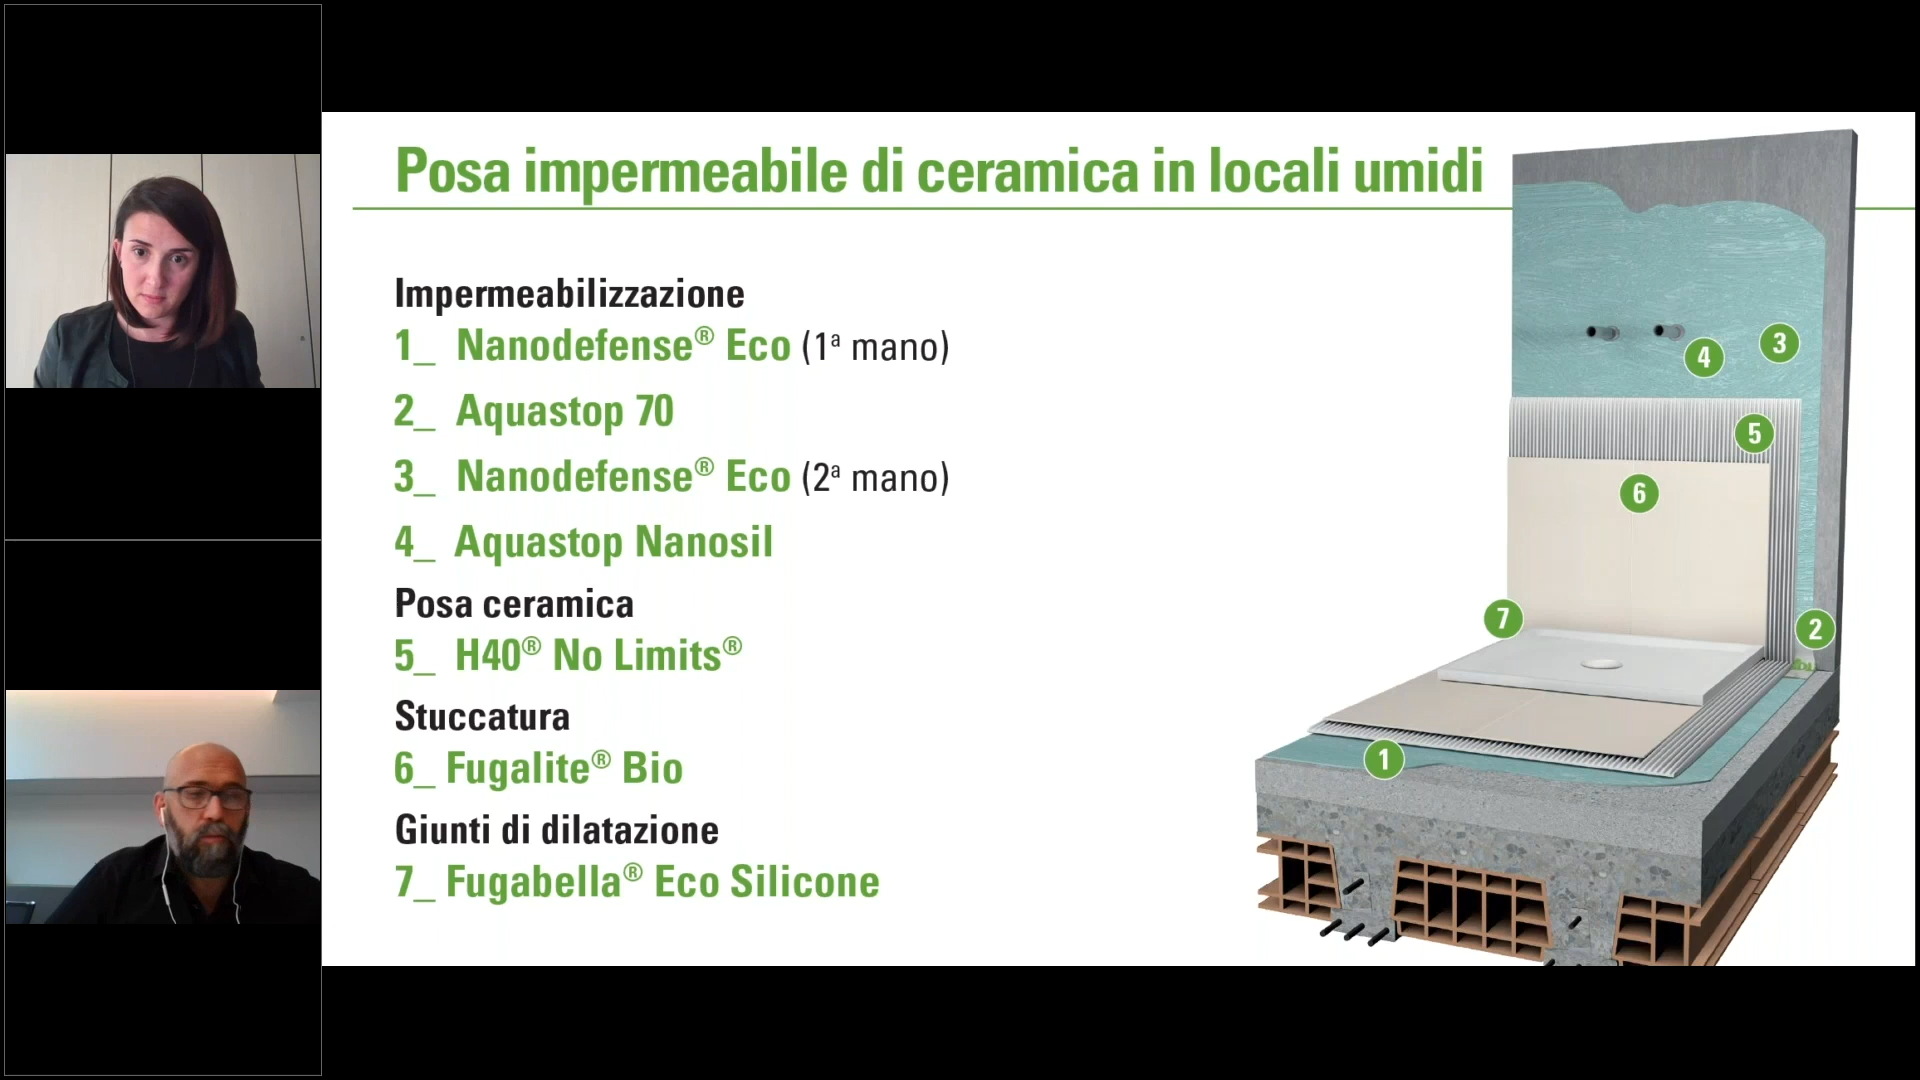 Posa impermeabile di ceramica in locali umidi
Impermeabilizzazione
1_ Nanodefense® Eco (1ª mano)
2_ Aquastop 70
3_ Nanodefense® Eco (2ª mano)
4_ Aquastop Nanosil
Posa ceramica
5_ H40® No Limits®
Stuccatura
6_ Fugalite® Bio
Giunti di dilatazione
7_ Fugabella® Eco Silicone
3
4
5
6
7
2
1